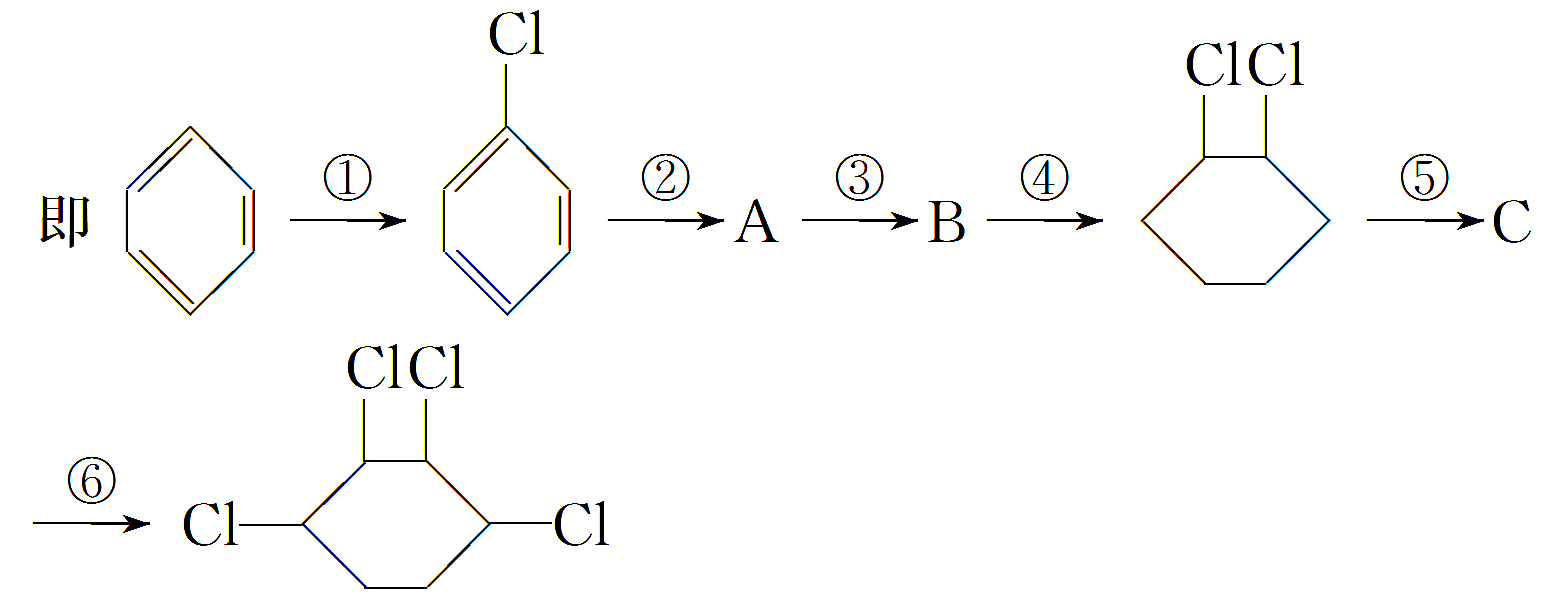 Cl
ClCl
即 ① ② A ③ B ④ ⑤ C
ClCl
⑥ Cl Cl